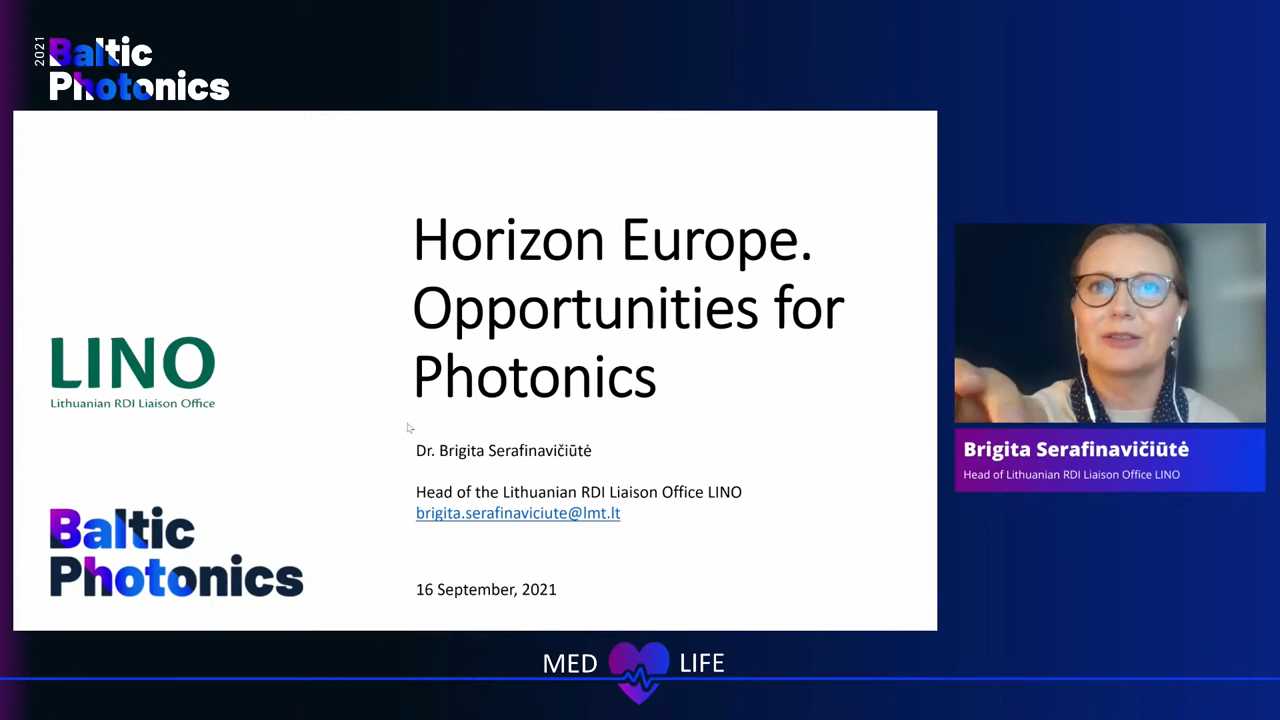 2021
Baltic
Photonics
Horizon Europe.
Opportunities for
Photonics
LINO
Lithuanian RDI Liaison Office
Dr. Brigita Serafinavičiūtė
Head of the Lithuanian RDI Liaison Office LINO
brigita.serafinaviciute@lmt.lt
Baltic
Photonics
16 September, 2021
Brigita Serafinavičiūtė
Head of Lithuanian RDI Liaison Office LINO
MED LIFE